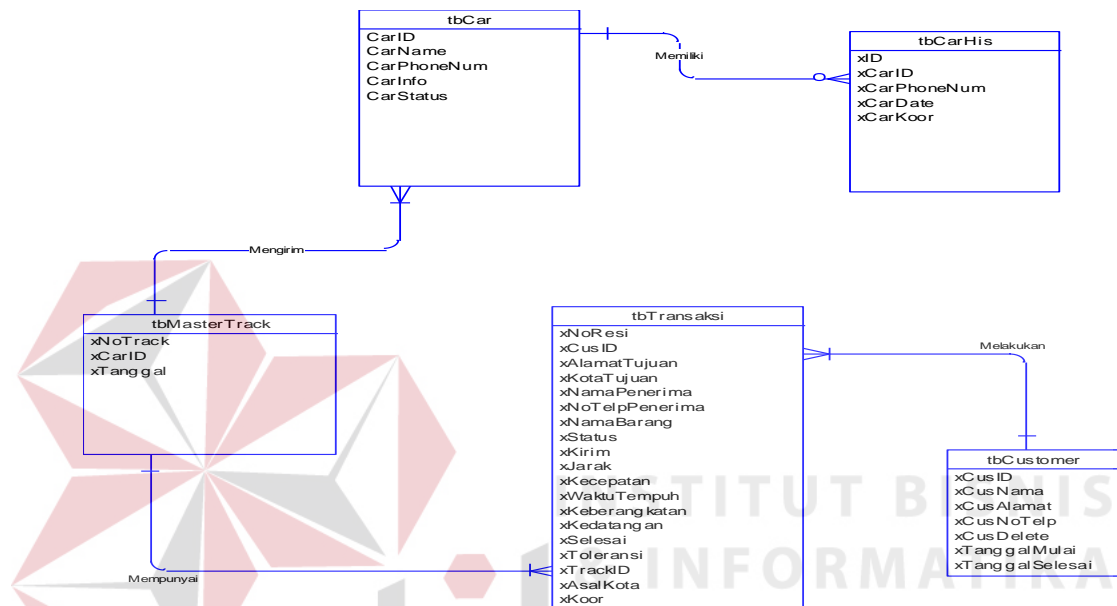 tbCar
CarID
CarName
CarPhoneNum
CarInfo
CarStatus
Memiliki
tbCarHis
xID
xCarID
xCarPhoneNum
xCarDate
xCarKoor
Mengirim
tbMasterTrack
xNoTrack
xCarID
xTanggal
Mempunyai
tbTransaksi
xNoResi
xCusID
xAlamatTujuan
xKotaTujuan
xNamaPenerima
xNoTelpPenerima
xNamaBarang
xStatus
xKirim
xJarak
xKecepatan
xWaktuTempuh
xKeberangkatan
xKedatangan
xSelesai
xToleransi
xTrackID
xAsalKota
xKoor
Melakukan
tbCustomer
xCusID
xCusNama
xCusAlamat
xCusNoTelp
xCusDelete
xTanggalMulai
xTanggalSelesai
INSTITUT BISNIS
& INFORMATIKA